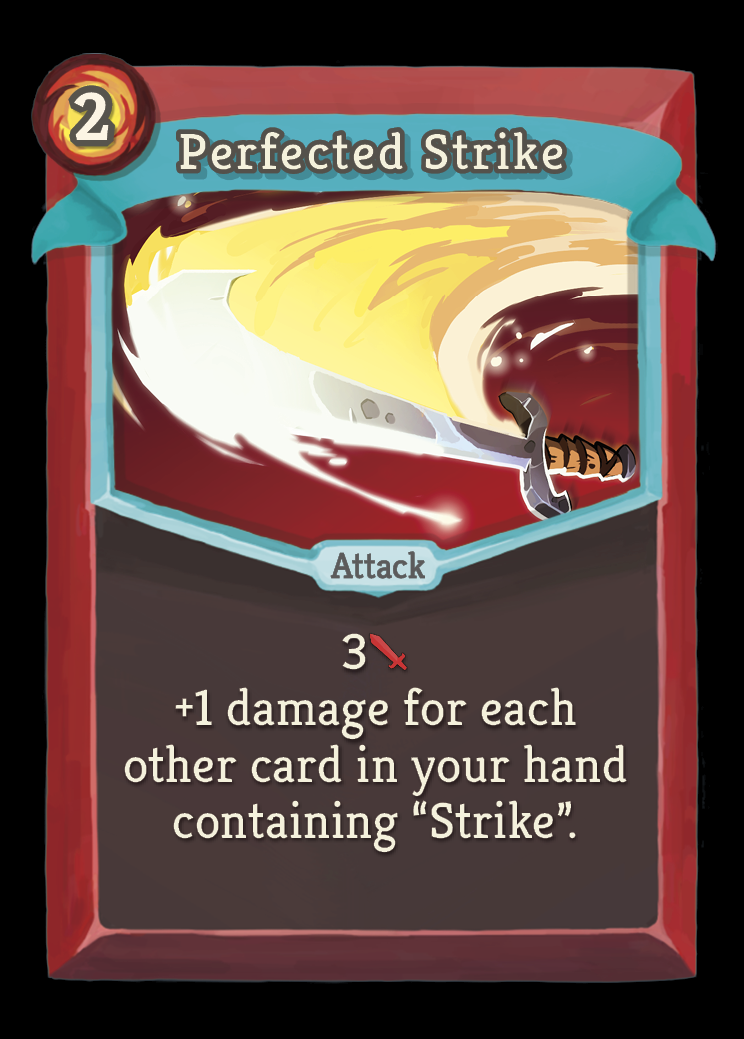 2
Perfected Strike
Attack
3
+1 damage for each
other card in your hand
containing “Strike”.